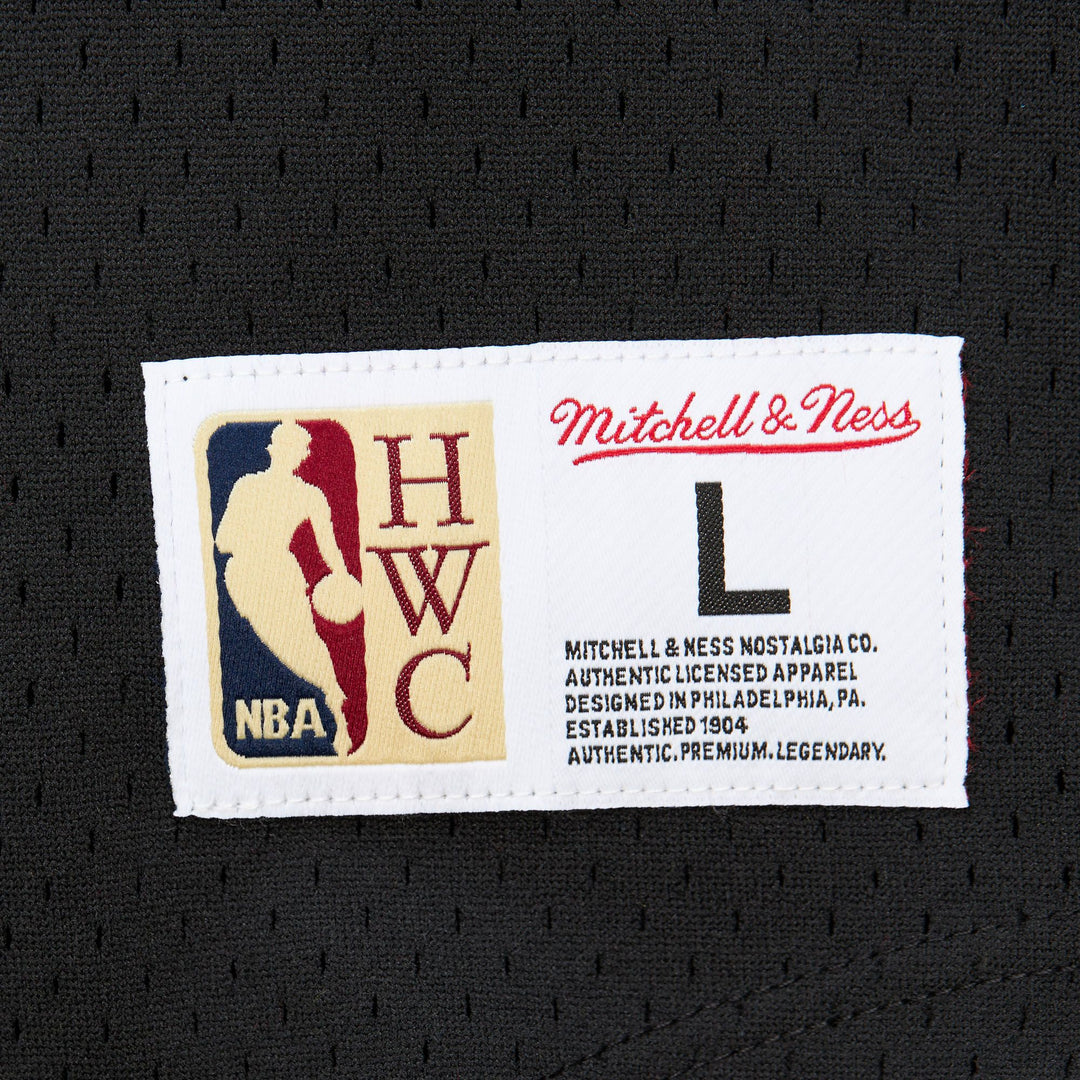 NBA
H
W
C
Mitchell & Ness
L
MITCHELL & NESS NOSTALGIA CO.
AUTHENTIC LICENSED APPAREL
DESIGNED IN PHILADELPHIA, PA.
ESTABLISHED 1904
AUTHENTIC. PREMIUM. LEGENDARY.